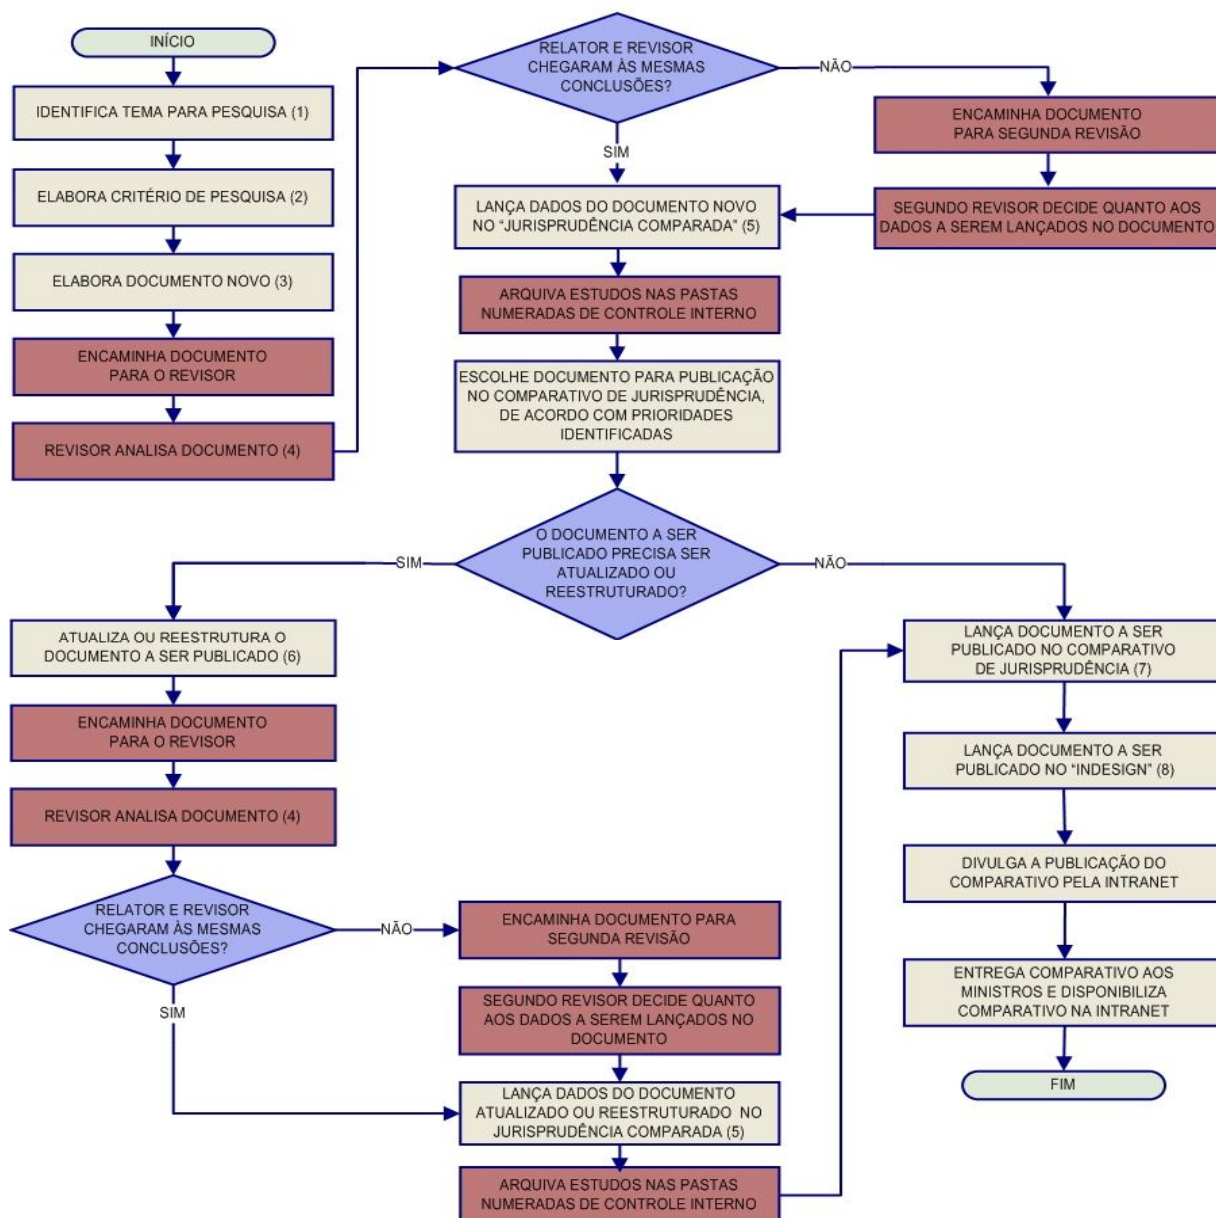 INÍCIO
IDENTIFICA TEMA PARA PESQUISA (1)
ELABORA CRITÉRIO DE PESQUISA (2)
ELABORA DOCUMENTO NOVO (3)
ENCAMINHA DOCUMENTO
PARA O REVISOR
REVISOR ANALISA DOCUMENTO (4)
RELATOR E REVISOR
CHEGARAM ÀS MESMAS
CONCLUSÕES?
NÃO
ENCAMINHA DOCUMENTO
PARA SEGUNDA REVISÃO
SEGUNDO REVISOR DECIDE QUANTO AOS
DADOS A SEREM LANÇADOS NO DOCUMENTO
SIM
LANÇA DADOS DO DOCUMENTO NOVO
NO “JURISPRUDÊNCIA COMPARADA” (5)
ARQUIVA ESTUDOS NAS PASTAS
NUMERADAS DE CONTROLE INTERNO
ESCOLHE DOCUMENTO PARA PUBLICAÇÃO
NO COMPARATIVO DE JURISPRUDÊNCIA,
DE ACORDO COM PRIORIDADES
IDENTIFICADAS
O DOCUMENTO A SER
PUBLICADO PRECISA SER
ATUALIZADO OU
REESTRUTURADO?
SIM
ATUALIZA OU REESTRUTURA O
DOCUMENTO A SER PUBLICADO (6)
ENCAMINHA DOCUMENTO
PARA O REVISOR
REVISOR ANALISA DOCUMENTO (4)
RELATOR E REVISOR
CHEGARAM ÀS MESMAS
CONCLUSÕES?
NÃO
ENCAMINHA DOCUMENTO PARA
SEGUNDA REVISÃO
SEGUNDO REVISOR DECIDE QUANTO
AOS DADOS A SEREM LANÇADOS NO
DOCUMENTO
SIM
LANÇA DADOS DO DOCUMENTO
ATUALIZADO OU REESTRUTURADO NO
JURISPRUDÊNCIA COMPARADA (5)
ARQUIVA ESTUDOS NAS PASTAS
NUMERADAS DE CONTROLE INTERNO
NÃO
LANÇA DOCUMENTO A SER
PUBLICADO NO COMPARATIVO
DE JURISPRUDÊNCIA (7)
LANÇA DOCUMENTO A SER
PUBLICADO NO “INDESIGN” (8)
DIVULGA A PUBLICAÇÃO DO
COMPARATIVO PELA INTRANET
ENTREGA COMPARATIVO AOS
MINISTROS E DISPONIBILIZA
COMPARATIVO NA INTRANET
FIM